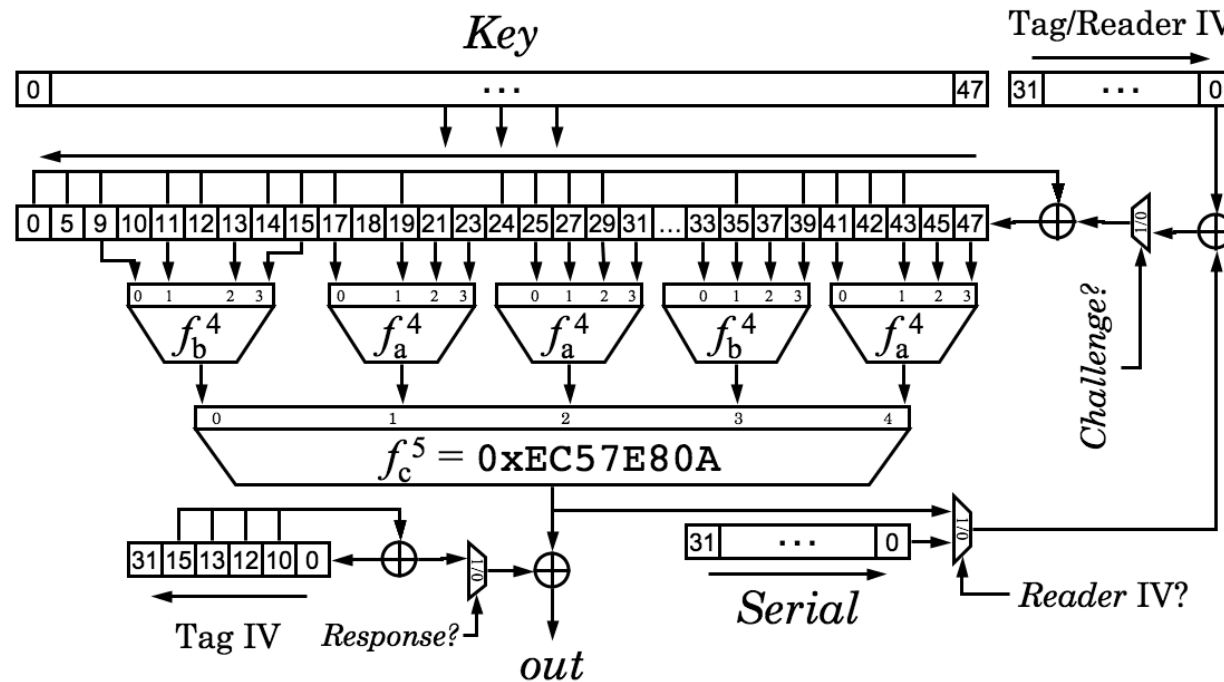 Key
Tag/Reader IV
0 ... 47
31 ... 0
0 5 9 10 11 12 13 14 15 17 18 19 21 23 24 25 27 29 31 ... 33 35 37 39 41 42 43 45 47
1/0
0 1 2 3
0 1 2 3
0 1 2 3
0 1 2 3
0 1 2 3
f_b^4
f_a^4
f_a^4
f_b^4
f_a^4
Challenge?
0 1 2 3 4
f_c^5 = 0xEC57E80A
31 15 13 12 10 0
1/0
31 ... 0
1/0
Tag IV
Response?
Serial
Reader IV?
out